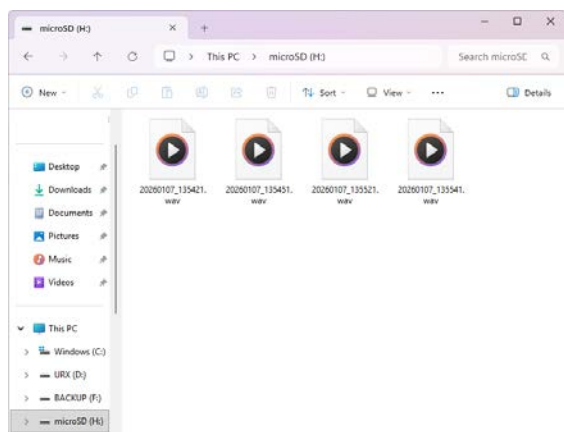 microSD (H:)
This PC > microSD (H:)
Search microSD
New
Sort
View
Details
20260107_135421.
wav
20260107_135451.
wav
20260107_135521.
wav
20260107_135541.
wav
Desktop
Downloads
Documents
Pictures
Music
Videos
This PC
Windows (C:)
URX (D:)
BACKUP (F:)
microSD (H:)